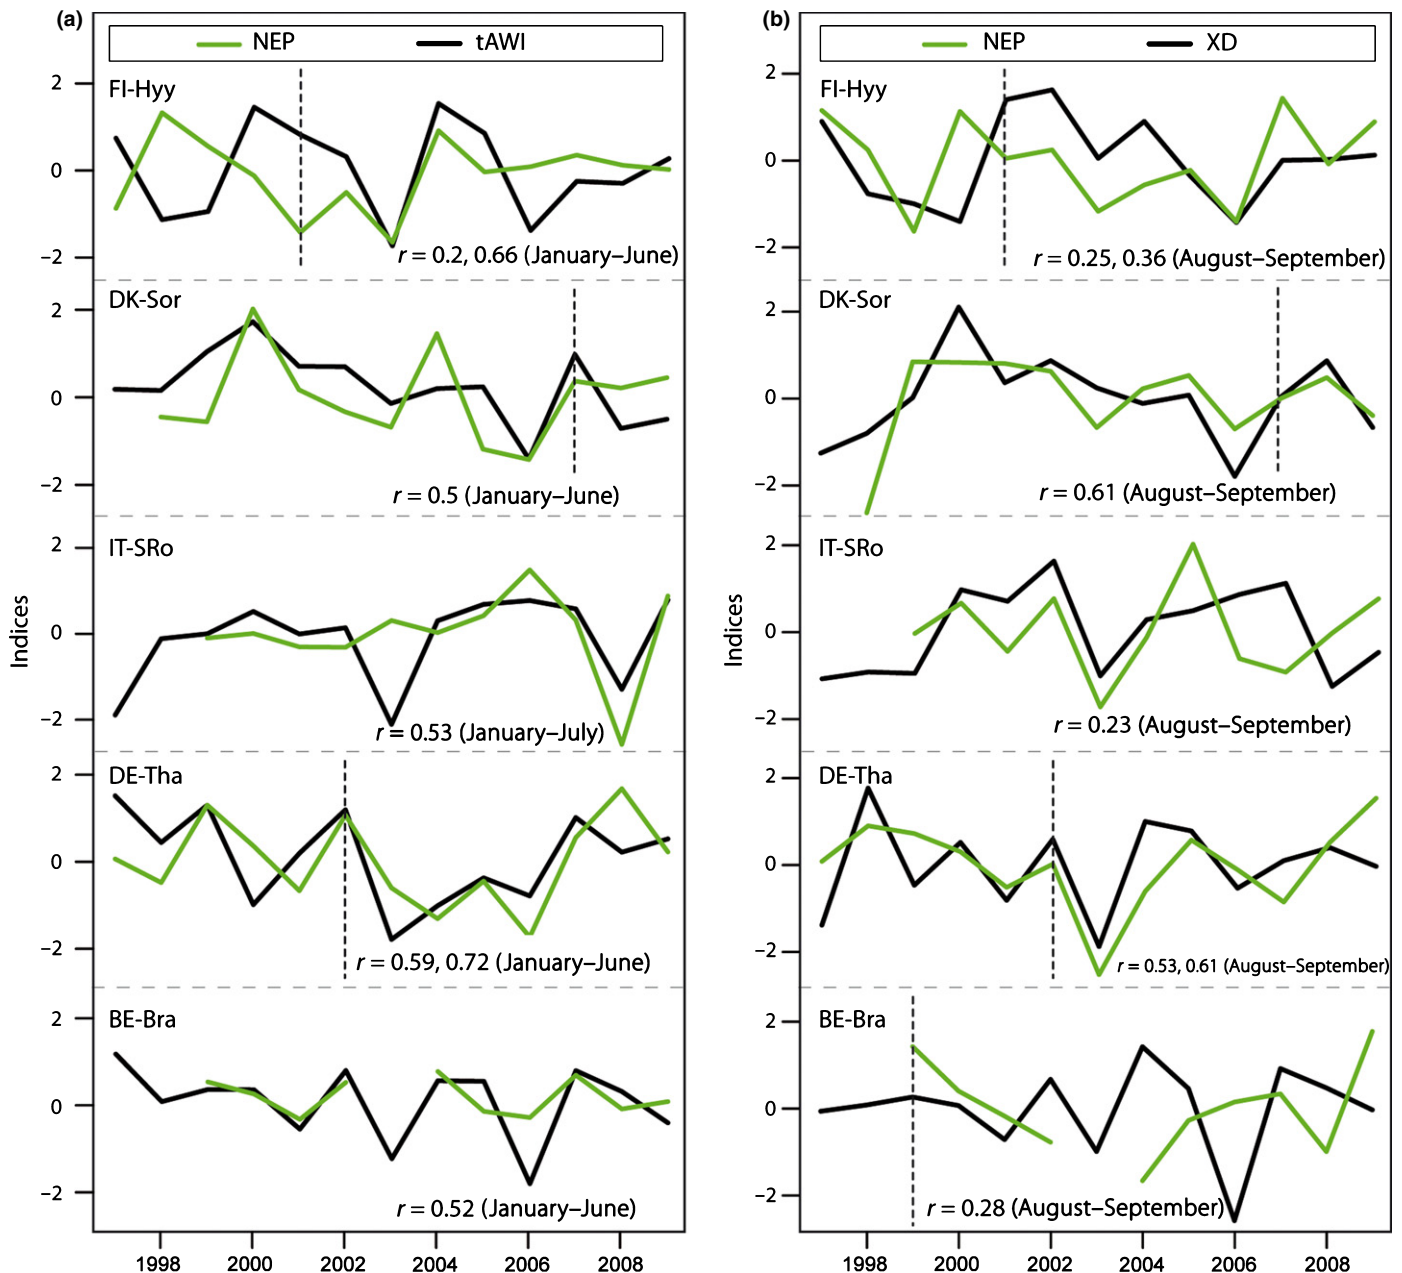 (a)
NEP tAWI
FI-Hyy
2
0
−2
r = 0.2, 0.66 (January–June)
DK-Sor
2
0
−2
r = 0.5 (January–June)
IT-SRo
2
0
−2
r = 0.53 (January–July)
DE-Tha
2
0
−2
r = 0.59, 0.72 (January–June)
BE-Bra
2
0
−2
r = 0.52 (January–June)
Indices
1998 2000 2002 2004 2006 2008
(b)
NEP XD
FI-Hyy
2
0
−2
r = 0.25, 0.36 (August–September)
DK-Sor
2
0
−2
r = 0.61 (August–September)
IT-SRo
2
0
−2
r = 0.23 (August–September)
DE-Tha
2
0
−2
r = 0.53, 0.61 (August–September)
BE-Bra
2
0
−2
r = 0.28 (August–September)
Indices
1998 2000 2002 2004 2006 2008